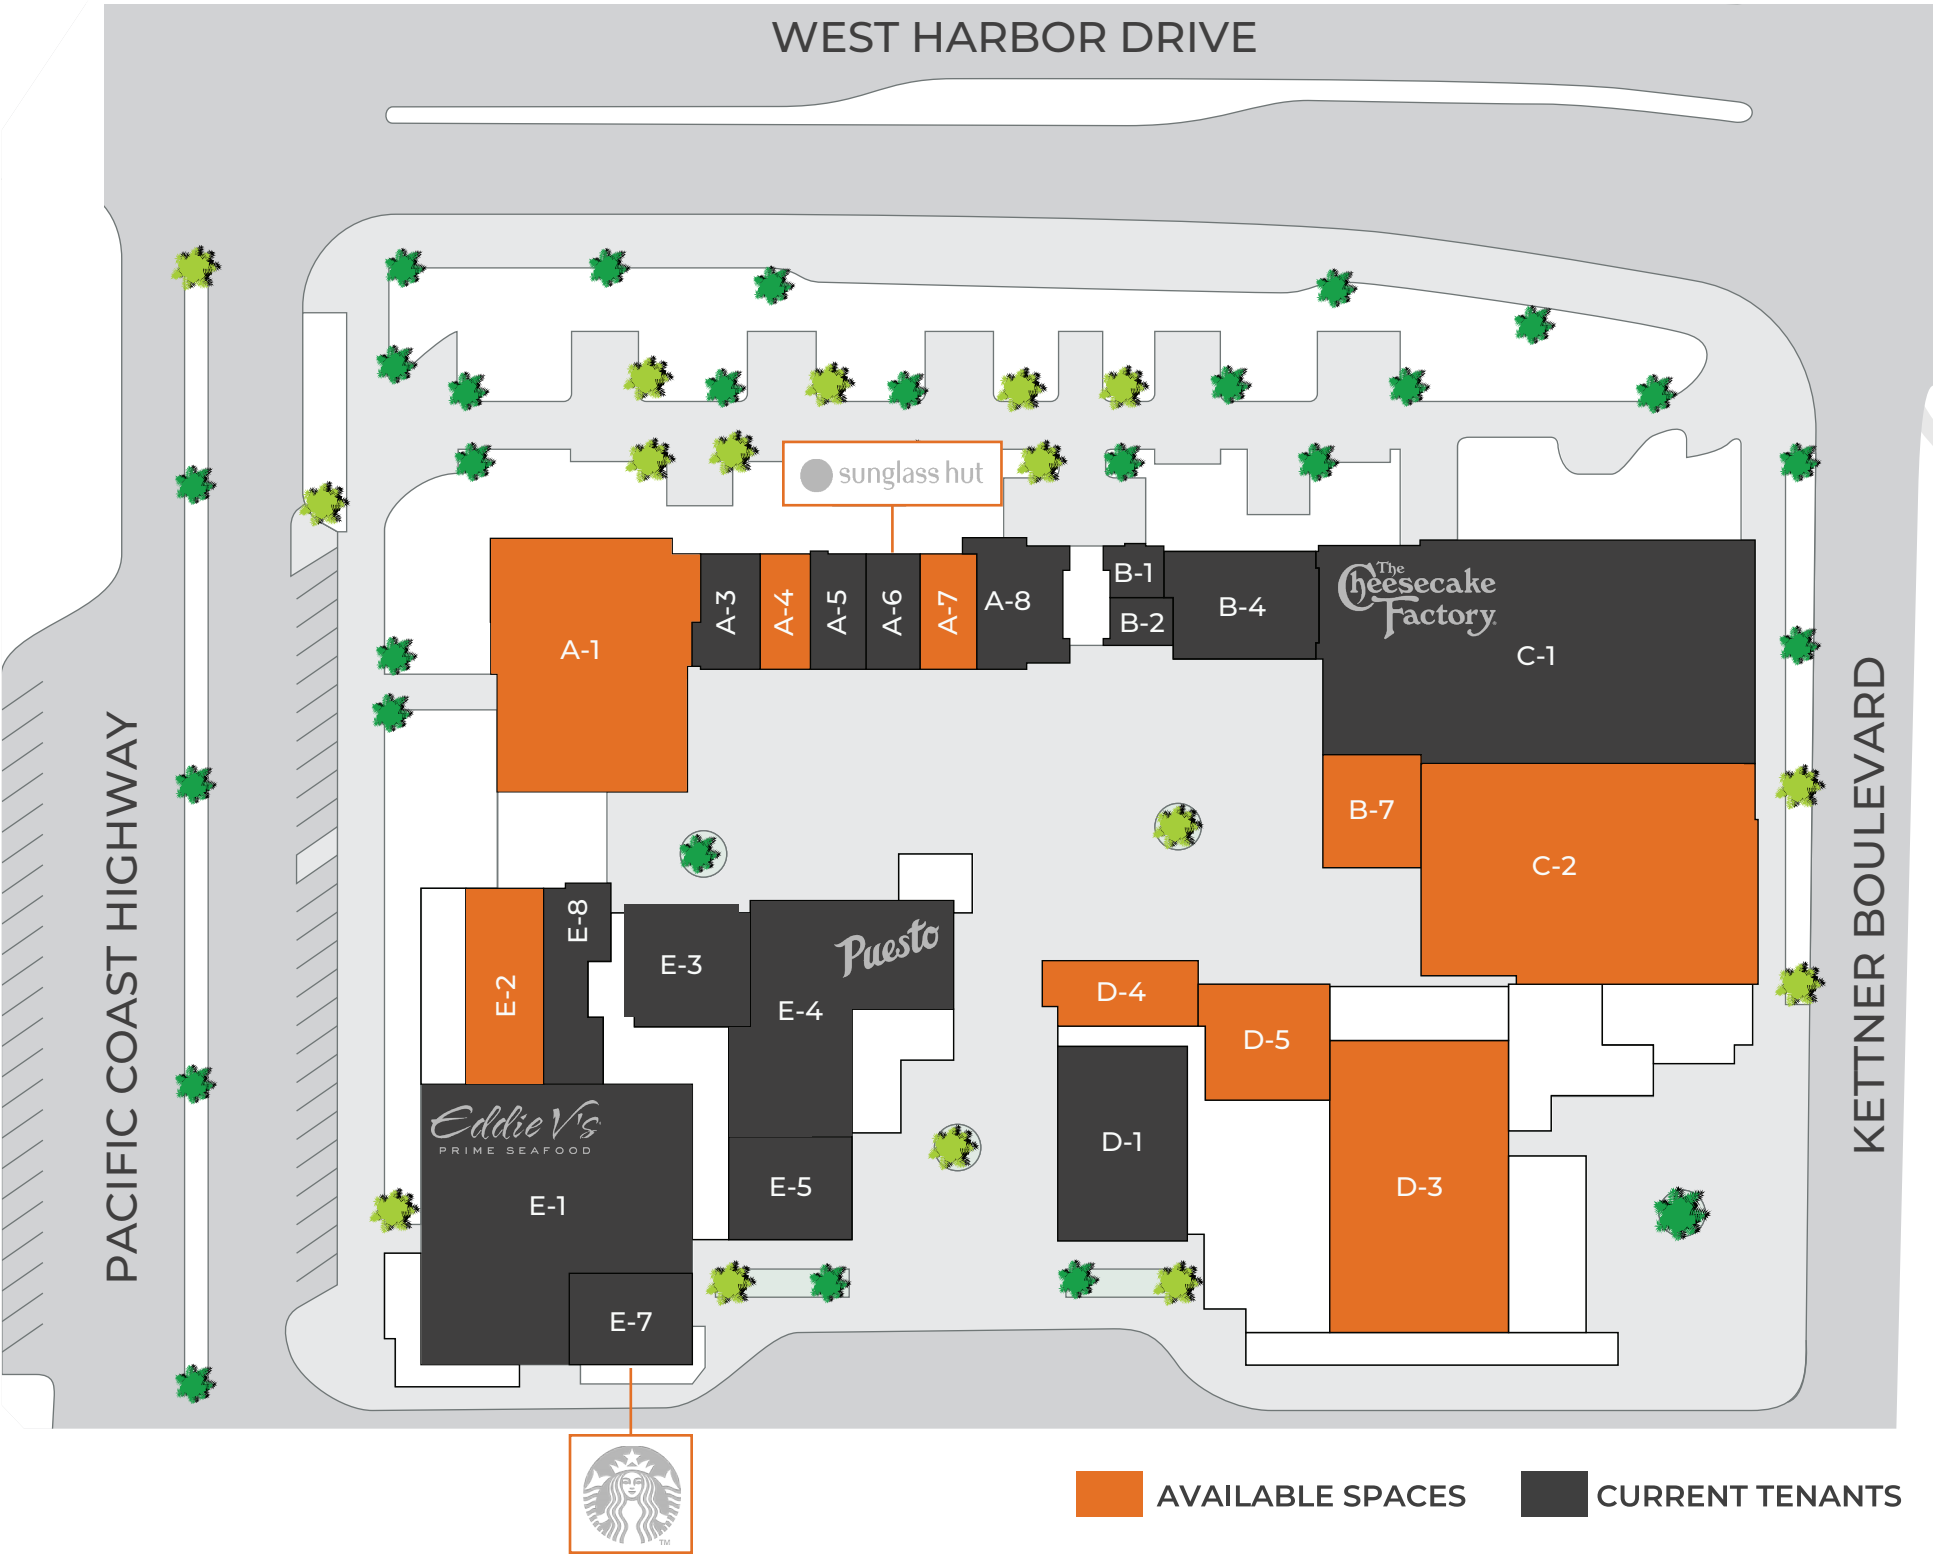 WEST HARBOR DRIVE
sunglass hut
A-1
A-3
A-4
A-5
A-6
A-7
A-8
B-1
B-2
B-4
The
Cheesecake
Factory
C-1
PACIFIC COAST HIGHWAY
KETTNER BOULEVARD
B-7
C-2
E-2
E-8
E-3
Puesto
E-4
D-4
D-5
Eddie V's
PRIME SEAFOOD
E-1
E-5
D-1
D-3
E-7
TM
AVAILABLE SPACES
CURRENT TENANTS